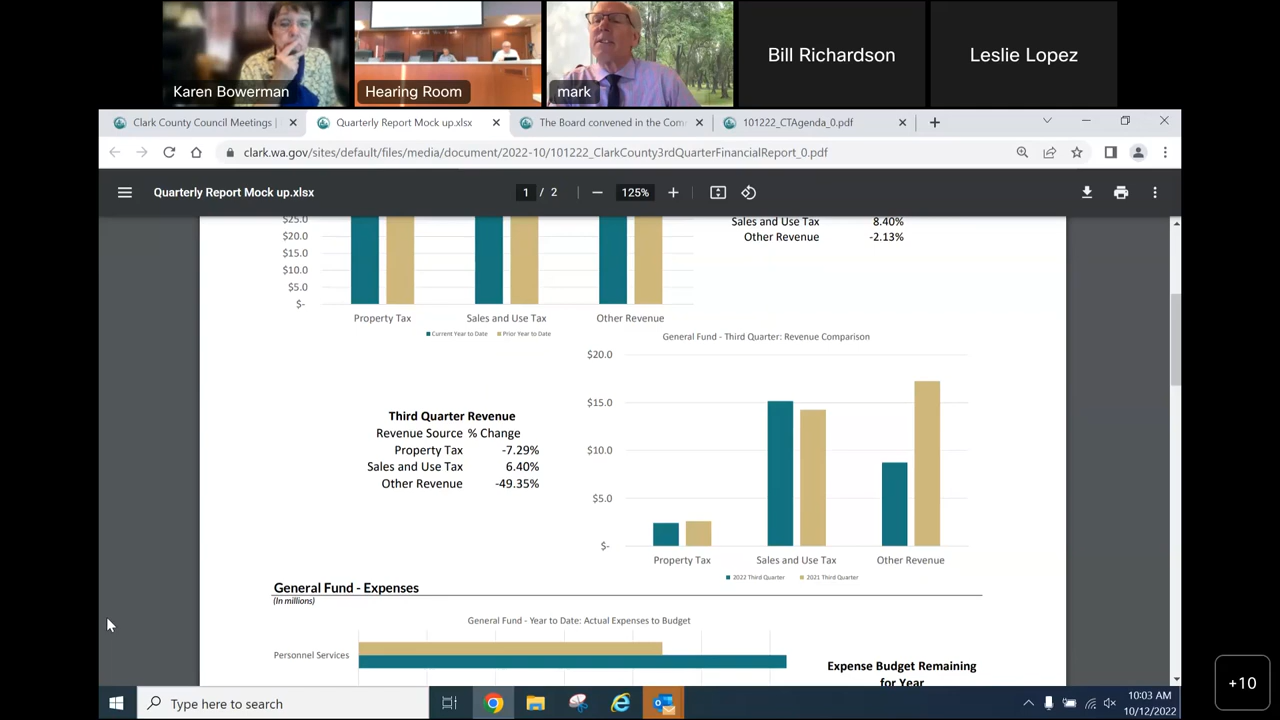 Karen Bowerman
Hearing Room
mark
Bill Richardson
Leslie Lopez
Clark County Council Meetings |
Quarterly Report Mock up.xlsx
The Board convened in the Com
101222_CTAgenda_0.pdf
clark.wa.gov/sites/default/files/media/document/2022-10/101222_ClarkCounty3rdQuarterFinancialReport_0.pdf
Quarterly Report Mock up.xlsx
1 / 2
125%
$25.0
$20.0
$15.0
$10.0
$5.0
$-
Property Tax
Sales and Use Tax
Other Revenue
Current Year to Date
Prior Year to Date
Sales and Use Tax 8.40%
Other Revenue -2.13%
General Fund - Third Quarter: Revenue Comparison
$20.0
$15.0
$10.0
$5.0
$-
Property Tax
Sales and Use Tax
Other Revenue
2022 Third Quarter
2021 Third Quarter
Third Quarter Revenue
Revenue Source % Change
Property Tax -7.29%
Sales and Use Tax 6.40%
Other Revenue -49.35%
General Fund - Expenses
(In millions)
General Fund - Year to Date: Actual Expenses to Budget
Personnel Services
Expense Budget Remaining
for Year
+10
Type here to search
10:03 AM
10/12/2022